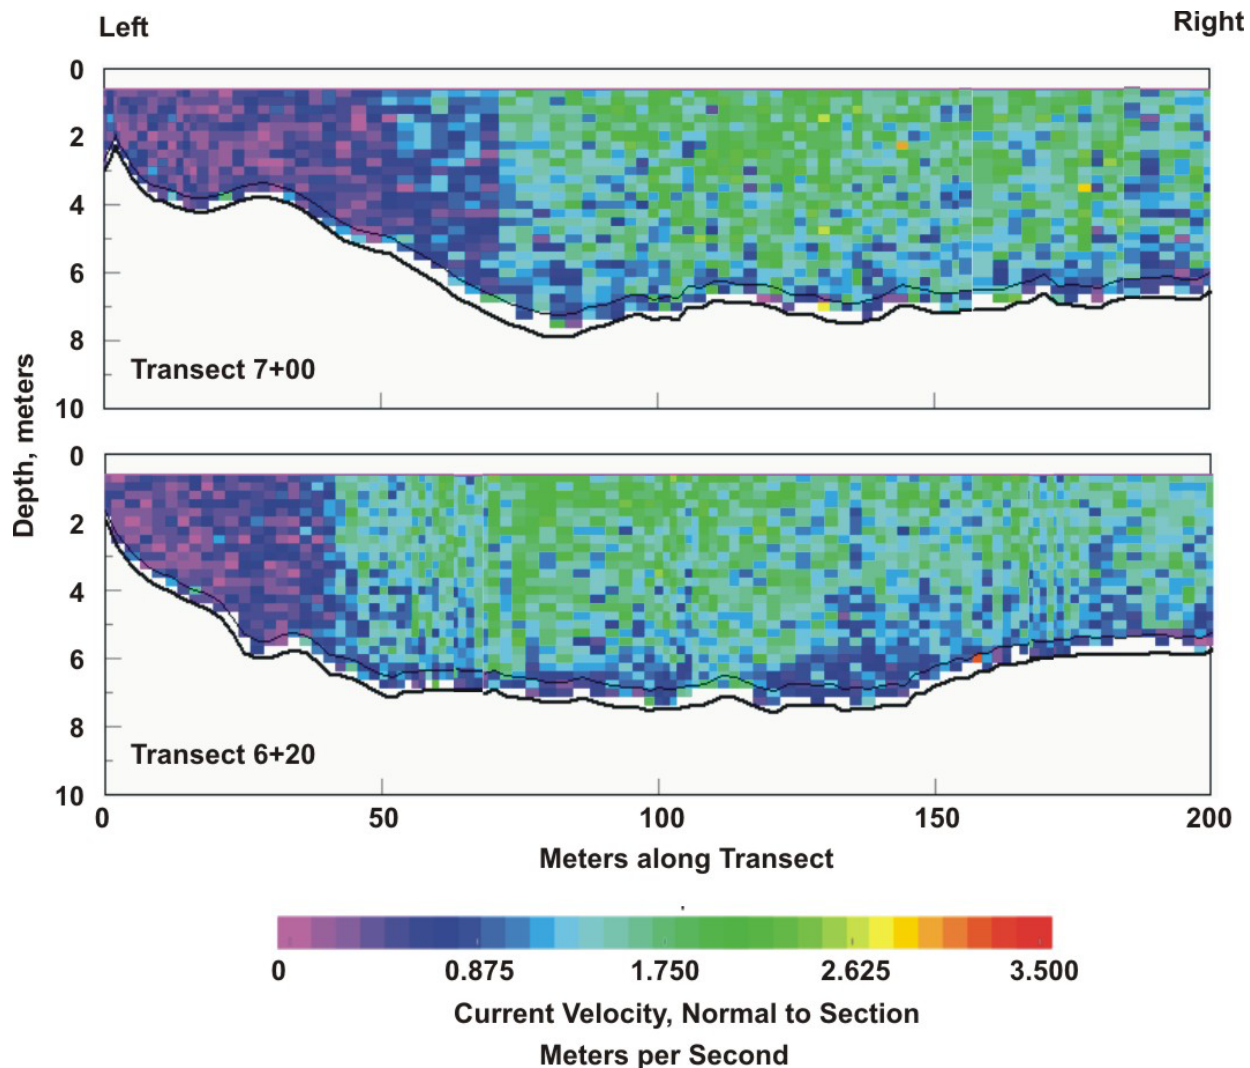 Left
Right
0
2
4
6
8
10
Transect 7+00
0
2
4
6
8
10
Transect 6+20
Depth, meters
0 50 100 150 200
Meters along Transect
0 0.875 1.750 2.625 3.500
Current Velocity, Normal to Section
Meters per Second